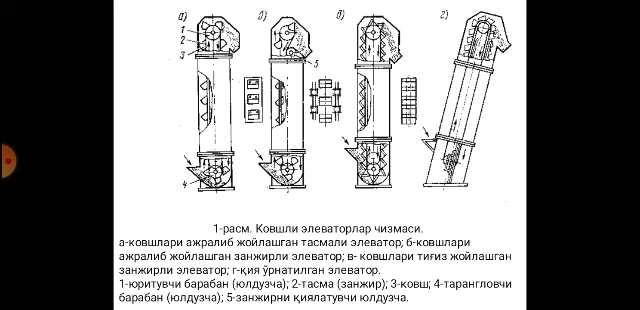 а) б) в) г)
1
2
3
5
4
1-расм. Ковшли элеваторлар чизмаси.
а-ковшлари ажралиб жойлашган тасмали элеватор; б-ковшлари
ажралиб жойлашган занжирли элеватор; в- ковшлари тиғиз жойлашган
занжирли элеватор; г-қия ўрнатилган элеватор.
1-юритувчи барабан (юлдузча); 2-тасма (занжир); 3-ковш; 4-тарангловчи
барабан (юлдузча); 5-занжирни қиялатувчи юлдузча.